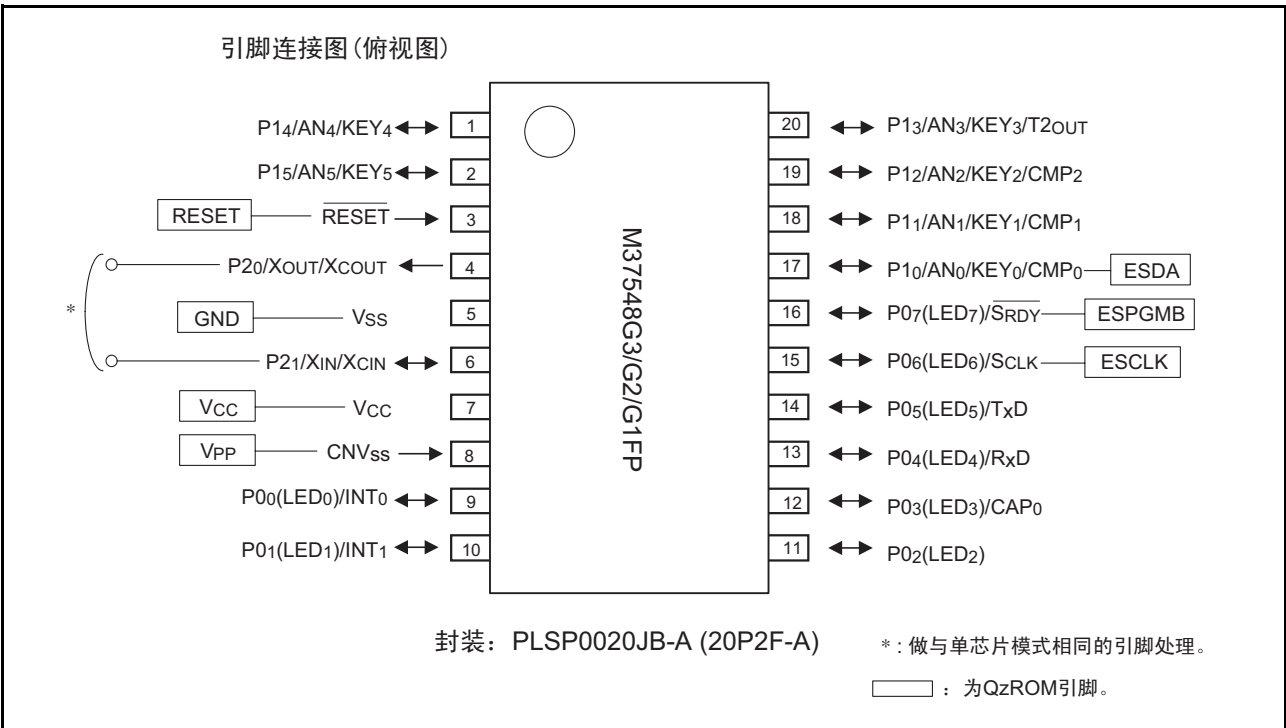 引脚连接图(俯视图)
P14/AN4/KEY4 1
P15/AN5/KEY5 2
RESET RESET 3
P20/XOUT/XCOUT 4
*
GND VSS 5
P21/XIN/XCIN 6
VCC VCC 7
VPP CNVSS 8
P00(LED0)/INT0 9
P01(LED1)/INT1 10
M37548G3/G2/G1FP
20 P13/AN3/KEY3/T2OUT
19 P12/AN2/KEY2/CMP2
18 P11/AN1/KEY1/CMP1
17 P10/AN0/KEY0/CMP0 ESDA
16 P07(LED7)/SRDY ESPGMB
15 P06(LED6)/SCLK ESCLK
14 P05(LED5)/TXD
13 P04(LED4)/RXD
12 P03(LED3)/CAP0
11 P02(LED2)
封装：PLSP0020JB-A (20P2F-A)
*：做与单芯片模式相同的引脚处理。
：为QzROM引脚。